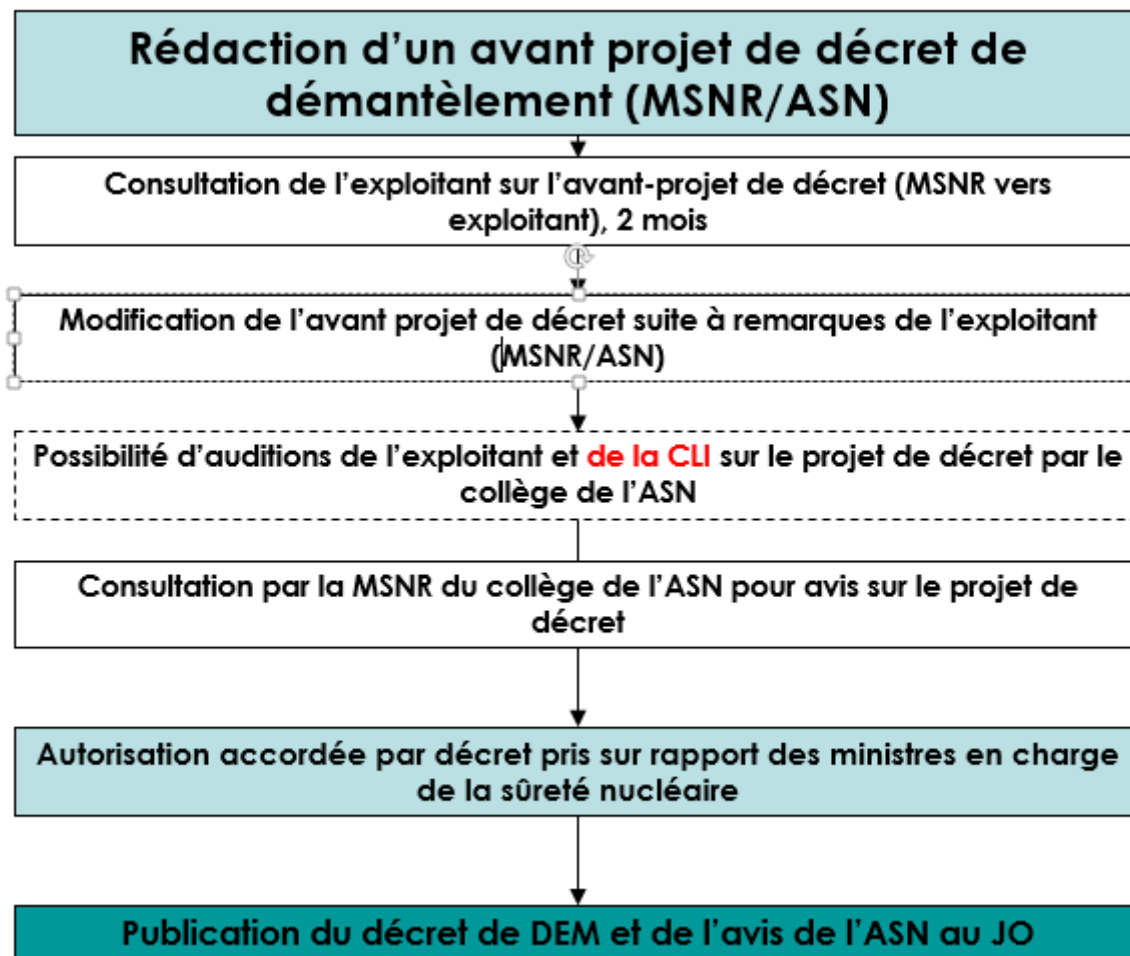 Rédaction d’un avant projet de décret de
démantèlement (MSNR/ASN)
Consultation de l’exploitant sur l’avant-projet de décret (MSNR vers
exploitant), 2 mois
Modification de l’avant projet de décret suite à remarques de l’exploitant
(MSNR/ASN)
Possibilité d’auditions de l’exploitant et de la CLI sur le projet de décret par le
collège de l’ASN
Consultation par la MSNR du collège de l’ASN pour avis sur le projet de
décret
Autorisation accordée par décret pris sur rapport des ministres en charge
de la sûreté nucléaire
Publication du décret de DEM et de l’avis de l’ASN au JO